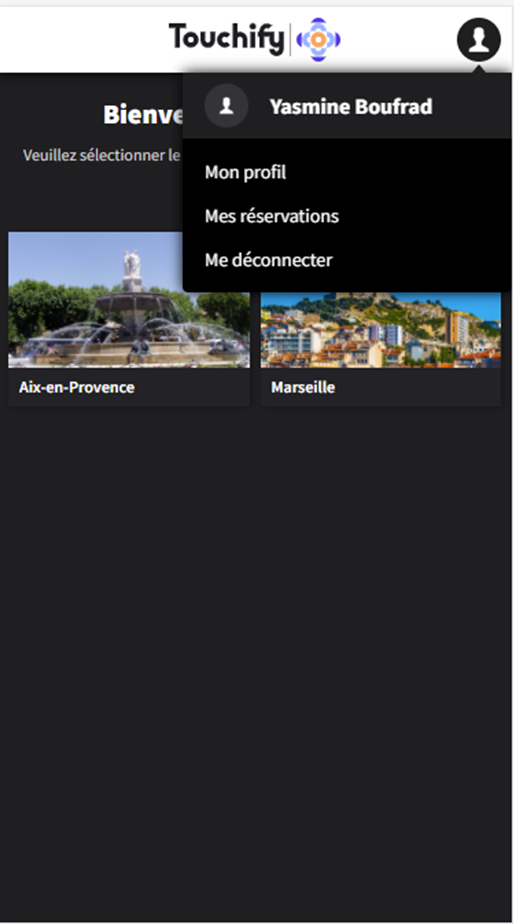 Touchify
Yasmine Boufrad
Bienve
Veuillez sélectionner le
Mon profil
Mes réservations
Me déconnecter
Aix-en-Provence
Marseille